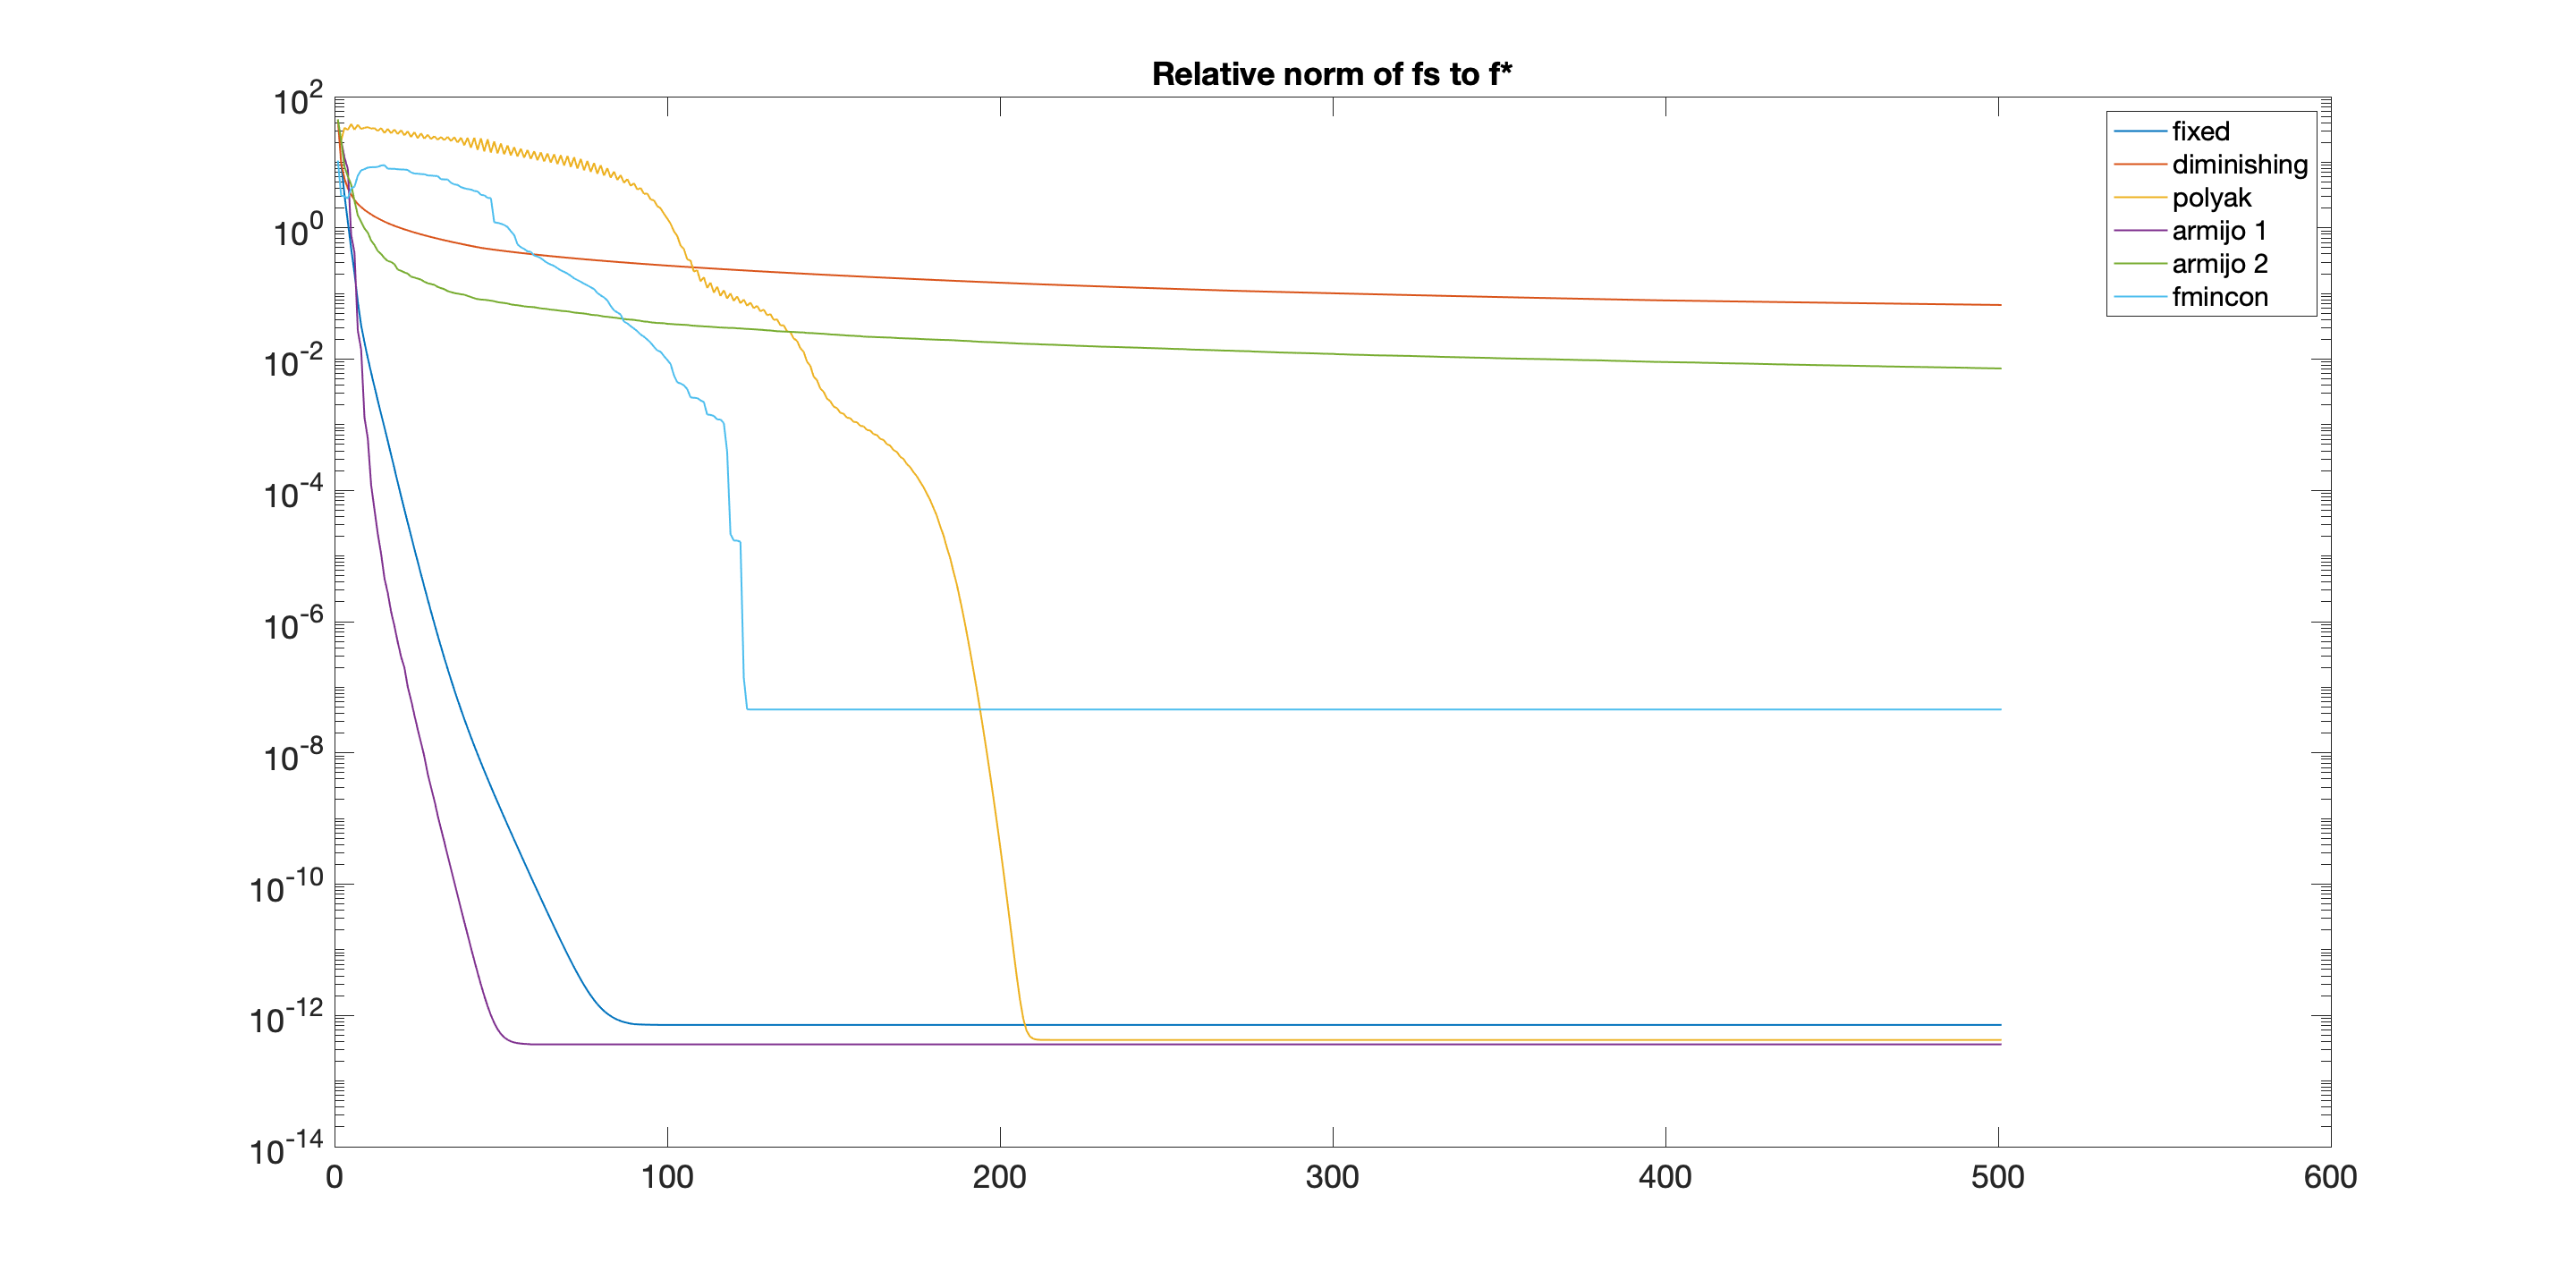 Relative norm of fs to f*
10^2
10^0
10^-2
10^-4
10^-6
10^-8
10^-10
10^-12
10^-14
0 100 200 300 400 500 600
fixed
diminishing
polyak
armijo 1
armijo 2
fmincon